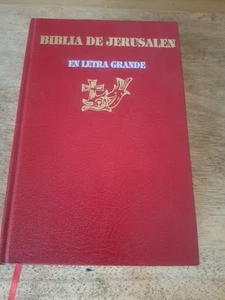 BIBLIA DE JERUSALEN
EN LETRA GRANDE